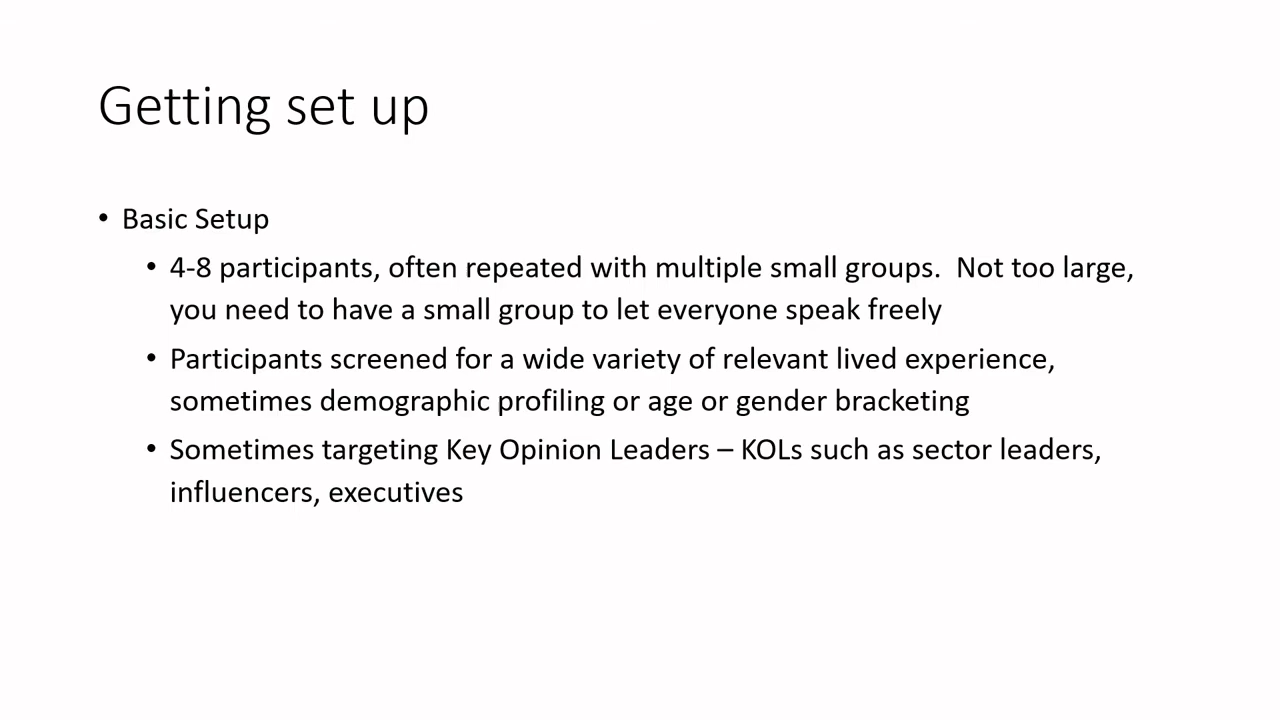 Getting set up
• Basic Setup
• 4-8 participants, often repeated with multiple small groups.  Not too large,
you need to have a small group to let everyone speak freely
• Participants screened for a wide variety of relevant lived experience,
sometimes demographic profiling or age or gender bracketing
• Sometimes targeting Key Opinion Leaders – KOLs such as sector leaders,
influencers, executives